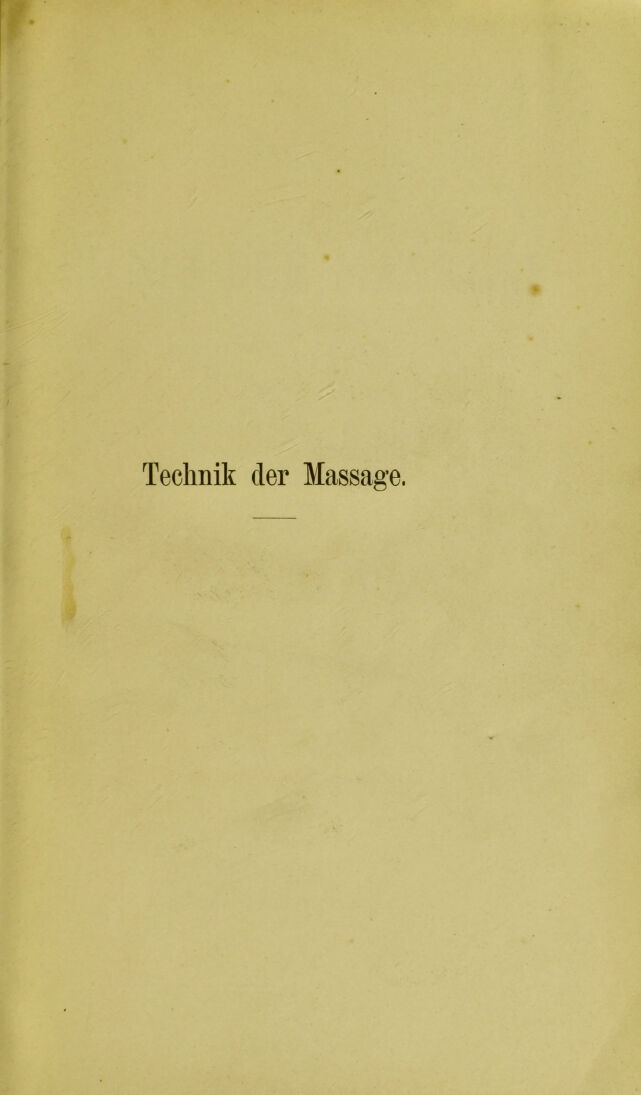 Technik der Massage.